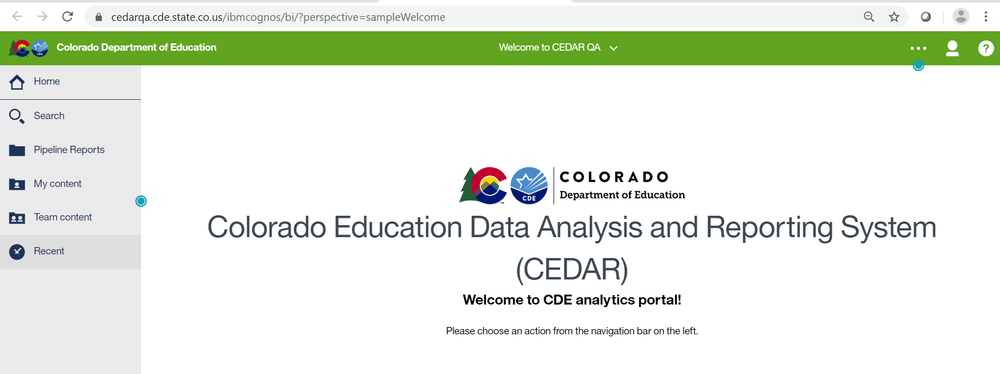 cedarqa.cde.state.co.us/ibmcognos/bi/?perspective=sampleWelcome
CDE
Colorado Department of Education
Welcome to CEDAR QA
?
Home
Search
Pipeline Reports
My content
Team content
Recent
CDE
TM
COLORADO
Department of Education
Colorado Education Data Analysis and Reporting System
(CEDAR)
Welcome to CDE analytics portal!
Please choose an action from the navigation bar on the left.